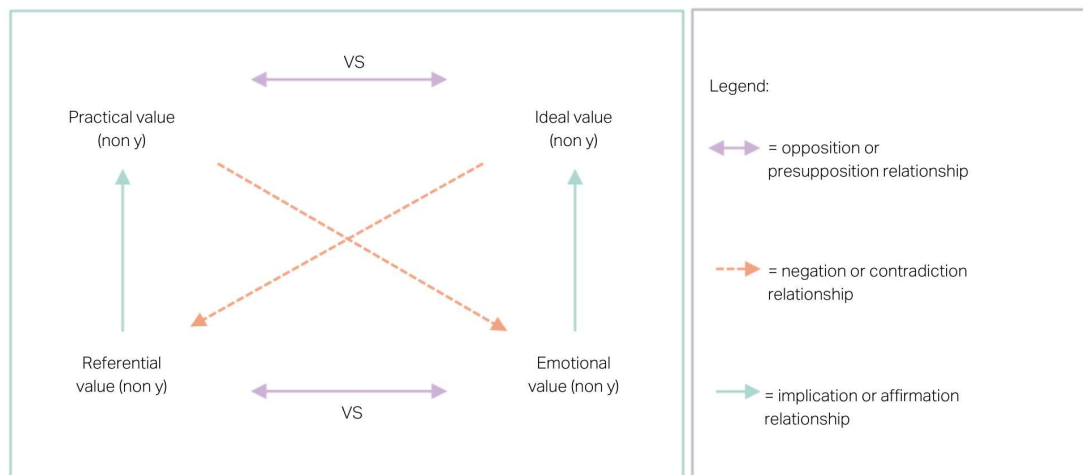 VS
Practical value
(non y)
Ideal value
(non y)
Referential
value (non y)
Emotional
value (non y)
VS
Legend:
= opposition or
presupposition relationship
= negation or contradiction
relationship
= implication or affirmation
relationship